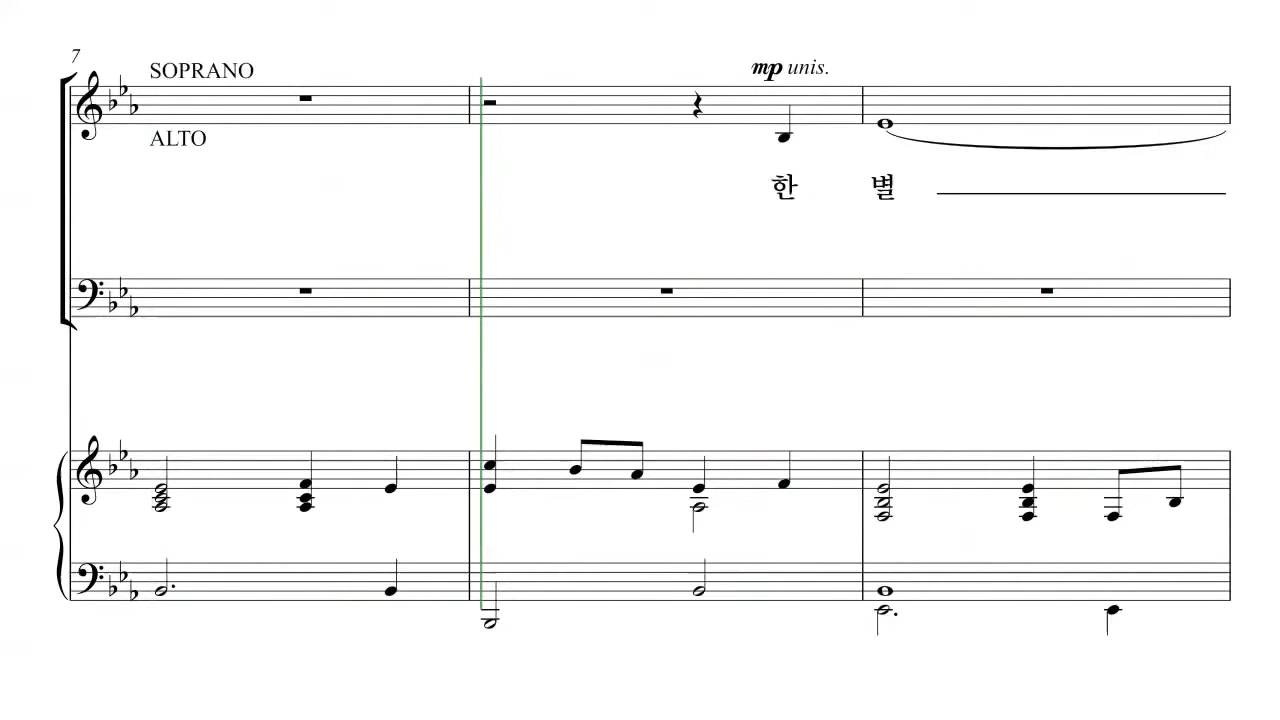 7
SOPRANO
mp unis.
ALTO
한 별